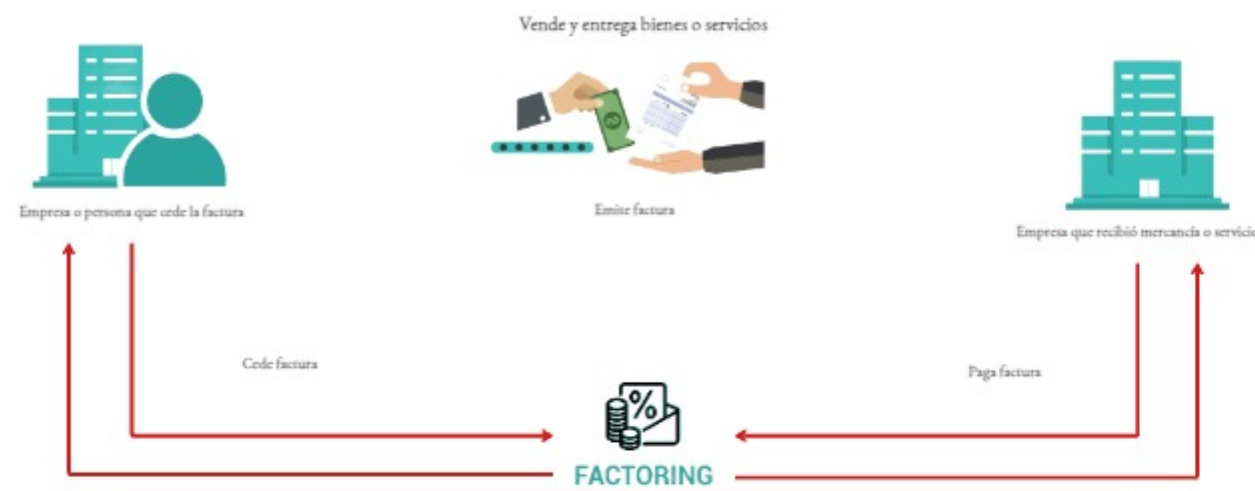 Vende y entrega bienes o servicios
Empresa o persona que cede la factura
Emite factura
Empresa que recibió mercancía o servicio
Cede factura
Paga factura
%
FACTORING